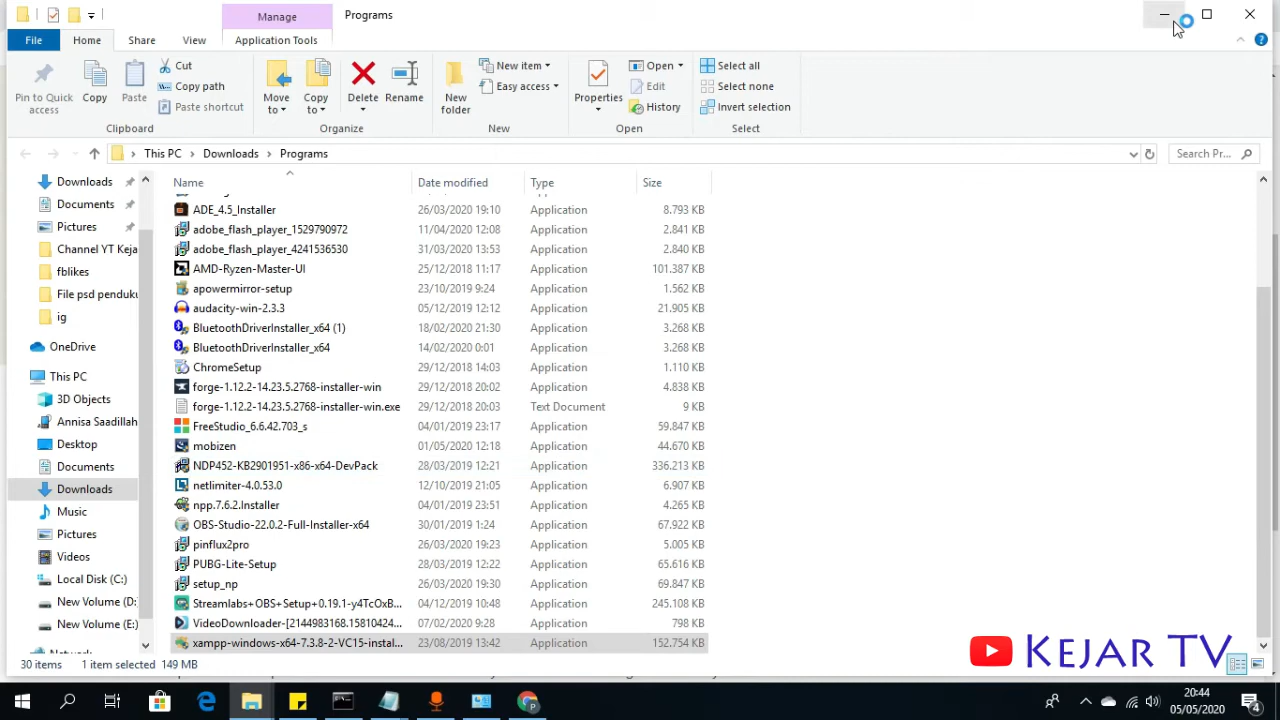 Manage
Programs
File
Home
Share
View
Application Tools
Pin to Quick access
Copy
Paste
Cut
Copy path
Paste shortcut
Move to
Copy to
Delete
Rename
New folder
New item
Easy access
Properties
Open
Edit
History
Select all
Select none
Invert selection
Clipboard
Organize
New
Open
Select
This PC > Downloads > Programs
Search Pr...
Name
Date modified
Type
Size
Downloads
Documents
Pictures
Channel YT Keja
fblikes
File psd penduku
ig
OneDrive
This PC
3D Objects
Annisa Saadillah
Desktop
Documents
Downloads
Music
Pictures
Videos
Local Disk (C:)
New Volume (D:
New Volume (E:)
ADE_4.5_Installer 26/03/2020 19:10 Application 8.793 KB
adobe_flash_player_1529790972 11/04/2020 12:08 Application 2.841 KB
adobe_flash_player_4241536530 31/03/2020 13:53 Application 2.840 KB
AMD-Ryzen-Master-UI 25/12/2018 11:17 Application 101.387 KB
apowermirror-setup 23/10/2019 9:24 Application 1.562 KB
audacity-win-2.3.3 05/12/2019 12:12 Application 21.905 KB
BluetoothDriverInstaller_x64 (1) 18/02/2020 21:30 Application 3.268 KB
BluetoothDriverInstaller_x64 14/02/2020 0:01 Application 3.268 KB
ChromeSetup 29/12/2018 14:03 Application 1.110 KB
forge-1.12.2-14.23.5.2768-installer-win 29/12/2018 20:02 Application 4.838 KB
forge-1.12.2-14.23.5.2768-installer-win.exe 29/12/2018 20:03 Text Document 9 KB
FreeStudio_6.6.42.703_s 04/01/2019 23:17 Application 59.847 KB
mobizen 01/05/2020 12:18 Application 44.670 KB
NDP452-KB2901951-x86-x64-DevPack 28/03/2019 12:21 Application 336.213 KB
netlimiter-4.0.53.0 12/10/2019 21:05 Application 6.907 KB
npp.7.6.2.Installer 04/01/2019 23:51 Application 4.265 KB
OBS-Studio-22.0.2-Full-Installer-x64 30/01/2019 1:24 Application 67.922 KB
pinflux2pro 26/03/2020 19:23 Application 5.005 KB
PUBG-Lite-Setup 28/03/2019 12:22 Application 65.616 KB
setup_np 26/03/2020 19:30 Application 69.847 KB
Streamlabs+OBS+Setup+0.19.1-y4TcOxB... 04/12/2019 10:48 Application 245.108 KB
VideoDownloader-[2144983168.15810424... 07/02/2020 9:28 Application 798 KB
xampp-windows-x64-7.3.8-2-VC15-instal... 23/08/2019 13:42 Application 152.754 KB
30 items
1 item selected 149 MB
KEJAR TV
20:44
05/05/2020
4